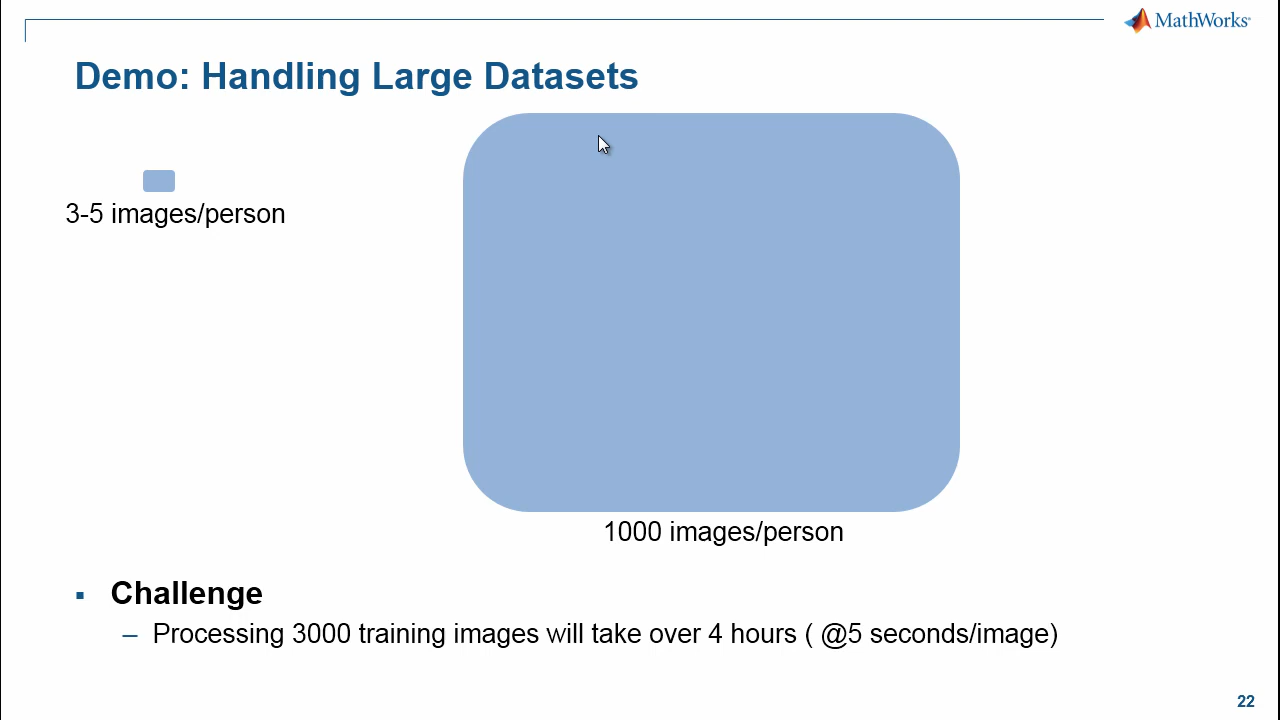 MathWorks®
Demo: Handling Large Datasets
3-5 images/person
1000 images/person
Challenge
– Processing 3000 training images will take over 4 hours ( @5 seconds/image)
22